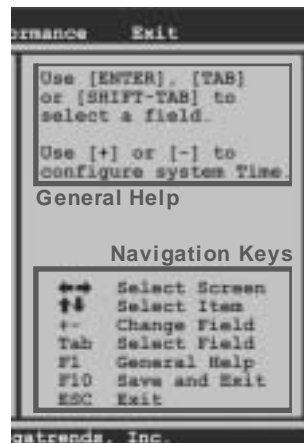 ormance Exit
Use [ENTER], [TAB]
or [SHIFT-TAB] to
select a field.
Use [+] or [-] to
configure system Time.
General Help
Navigation Keys
←→ Select Screen
↑↓ Select Item
+- Change Field
Tab Select Field
F1 General Help
F10 Save and Exit
ESC Exit
gatrends, Inc.